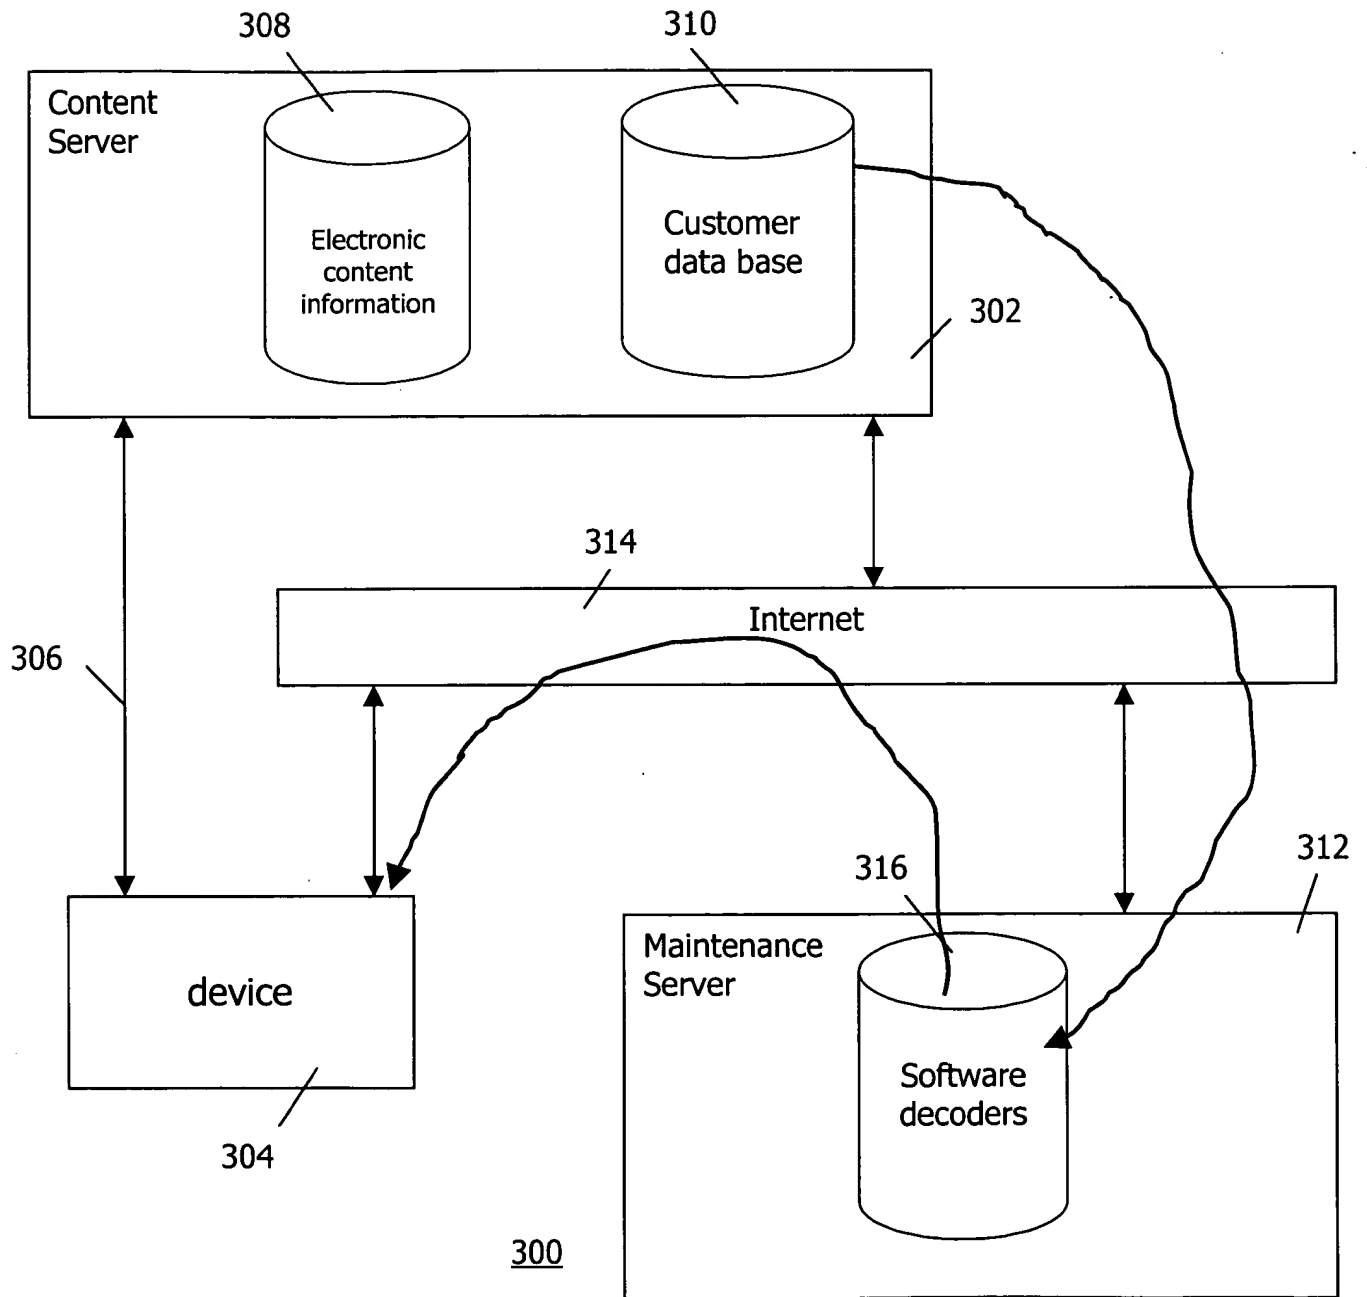 308
310
Content
Server
Electronic
content
information
Customer
data base
302
314
Internet
306
316
312
Maintenance
Server
device
Software
decoders
304
300